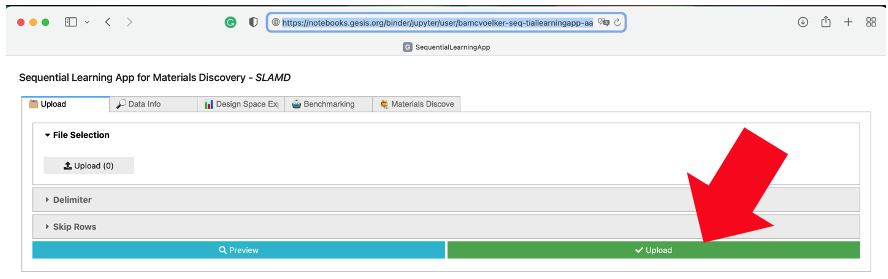 https://notebooks.gesis.org/binder/jupyter/user/bamcvoelker-seq-tiallearningapp-aa
G SequentialLearningApp
Sequential Learning App for Materials Discovery - SLAMD
Upload Data Info Design Space Ex Benchmarking Materials Discove
File Selection
Upload (0)
Delimiter
Skip Rows
Preview Upload